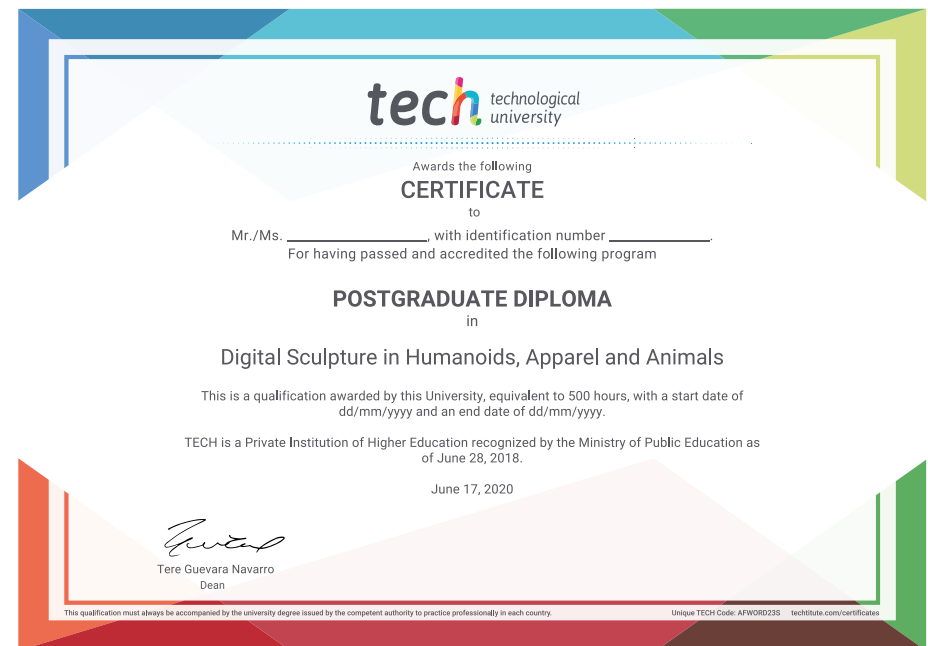 tech technological
university
Awards the following
CERTIFICATE
to
Mr./Ms. ____________________, with identification number ______________.
For having passed and accredited the following program
POSTGRADUATE DIPLOMA
in
Digital Sculpture in Humanoids, Apparel and Animals
This is a qualification awarded by this University, equivalent to 500 hours, with a start date of
dd/mm/yyyy and an end date of dd/mm/yyyy.
TECH is a Private Institution of Higher Education recognized by the Ministry of Public Education as
of June 28, 2018.
June 17, 2020
Tere Guevara Navarro
Dean
This qualification must always be accompanied by the university degree issued by the competent authority to practice professionally in each country. Unique TECH Code: AFWORD23S techtitute.com/certificates